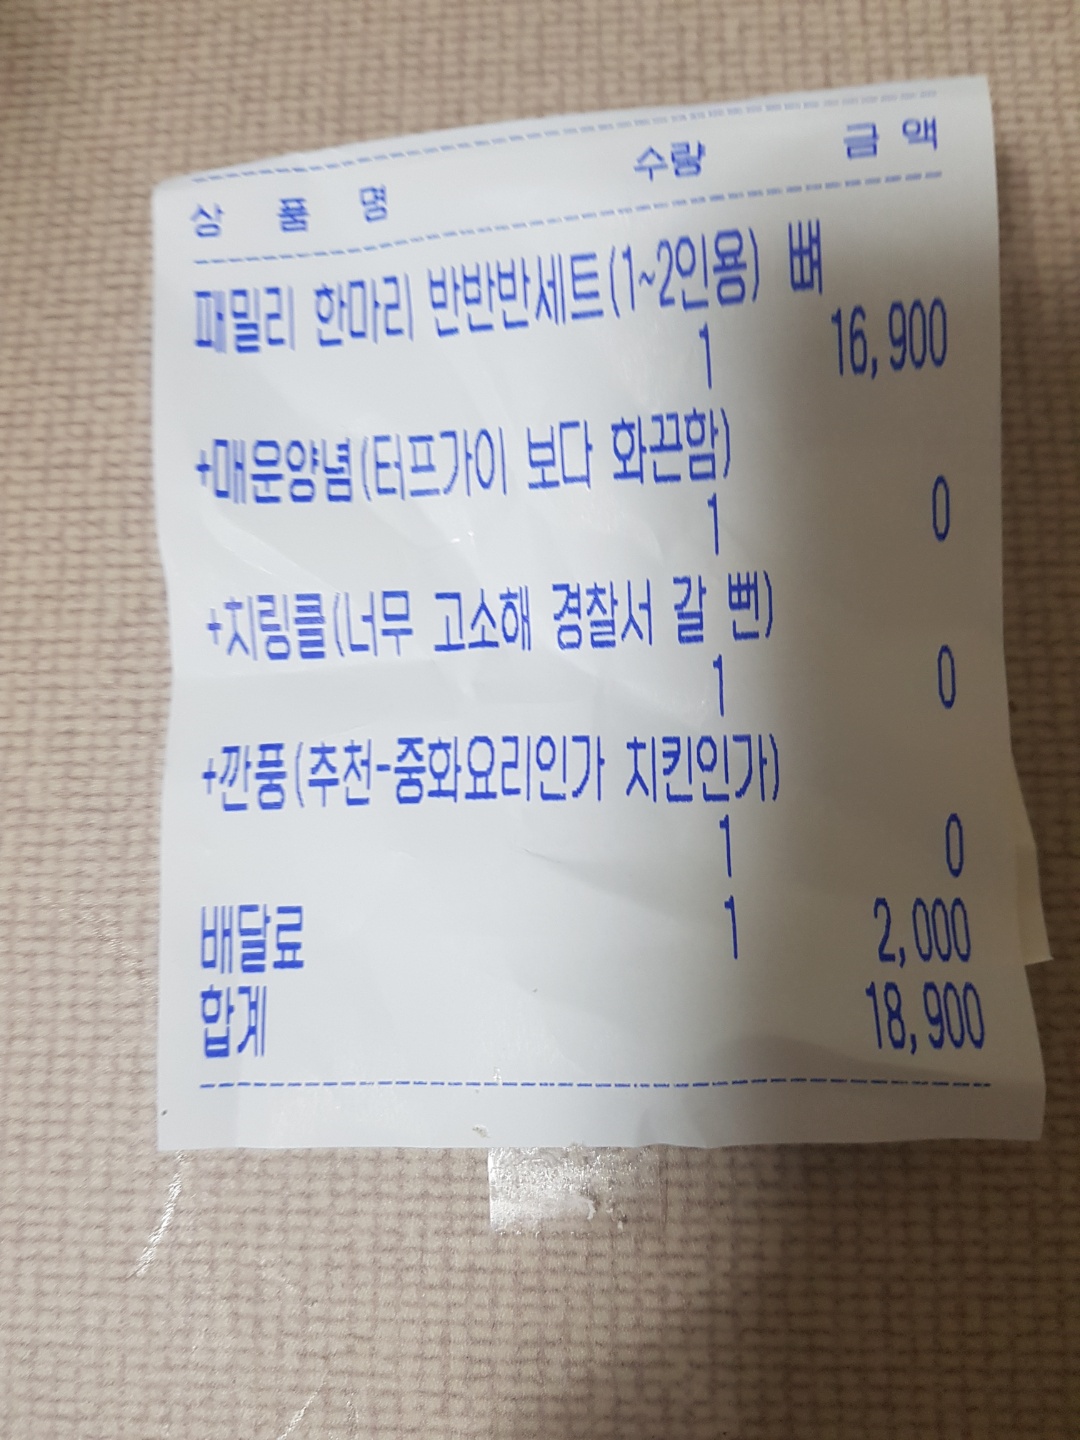 상 품 명 수량 금 액
패밀리 한마리 반반반세트(1~2인용) 뼈
1 16,900
+매운양념(터프가이 보다 화끈함)
1 0
+치링클(너무 고소해 경찰서 갈 뻔)
1 0
+깐풍(추천-중화요리인가 치킨인가)
1 0
배달료 1 2,000
합계 18,900